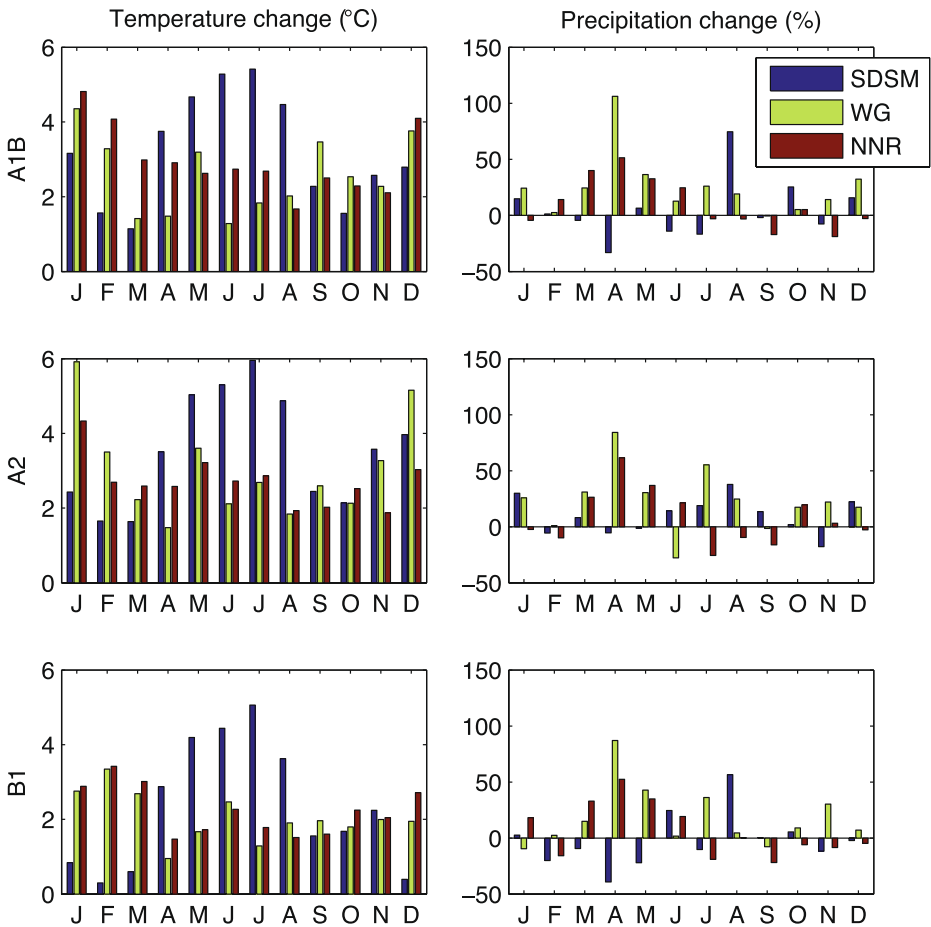 Temperature change (°C)
Precipitation change (%)
A1B
6
4
2
0
J F M A M J J A S O N D
150
100
50
0
−50
J F M A M J J A S O N D
SDSM
WG
NNR
A2
6
4
2
0
J F M A M J J A S O N D
150
100
50
0
−50
J F M A M J J A S O N D
B1
6
4
2
0
J F M A M J J A S O N D
150
100
50
0
−50
J F M A M J J A S O N D